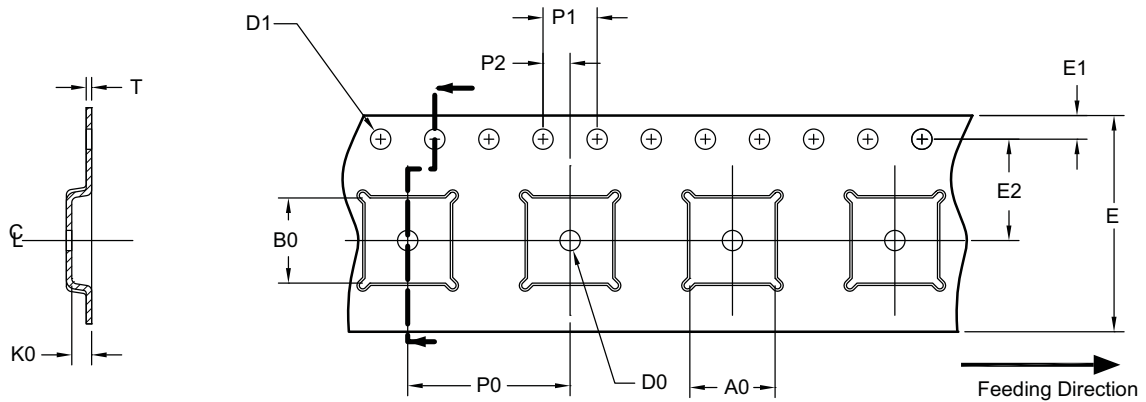 P1
D1
P2
T
E1
E2
E
B0
℄
K0
P0
D0
A0
Feeding Direction